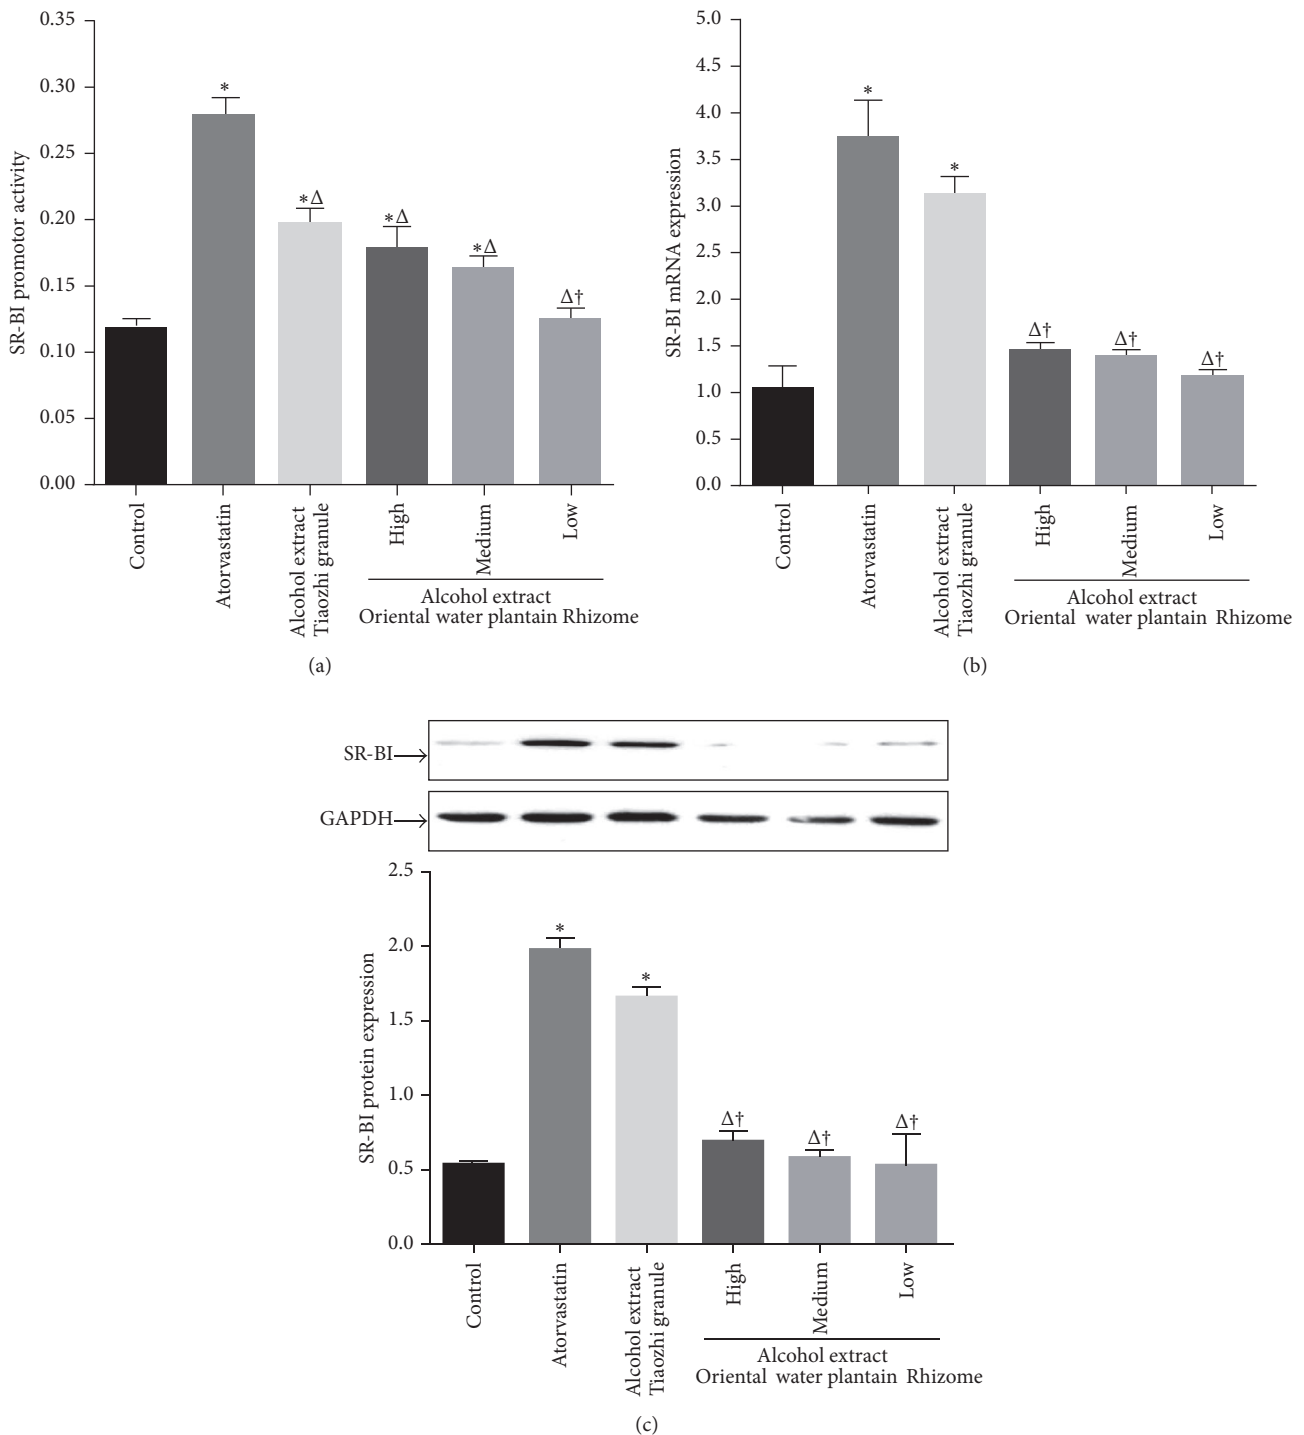 SR-BI promotor activity
0.35
0.30
0.25
0.20
0.15
0.10
0.05
0.00
*
*Δ
*Δ
*Δ
Δ†
Control
Atorvastatin
Alcohol extract
Tiaozhi granule
High
Medium
Low
Alcohol extract
Oriental water plantain Rhizome
(a)
SR-BI mRNA expression
5.0
4.5
4.0
3.5
3.0
2.5
2.0
1.5
1.0
0.5
0.0
*
*
Δ†
Δ†
Δ†
Control
Atorvastatin
Alcohol extract
Tiaozhi granule
High
Medium
Low
Alcohol extract
Oriental water plantain Rhizome
(b)
SR-BI
GAPDH
SR-BI protein expression
2.5
2.0
1.5
1.0
0.5
0.0
*
*
Δ†
Δ†
Δ†
Control
Atorvastatin
Alcohol extract
Tiaozhi granule
High
Medium
Low
Alcohol extract
Oriental water plantain Rhizome
(c)